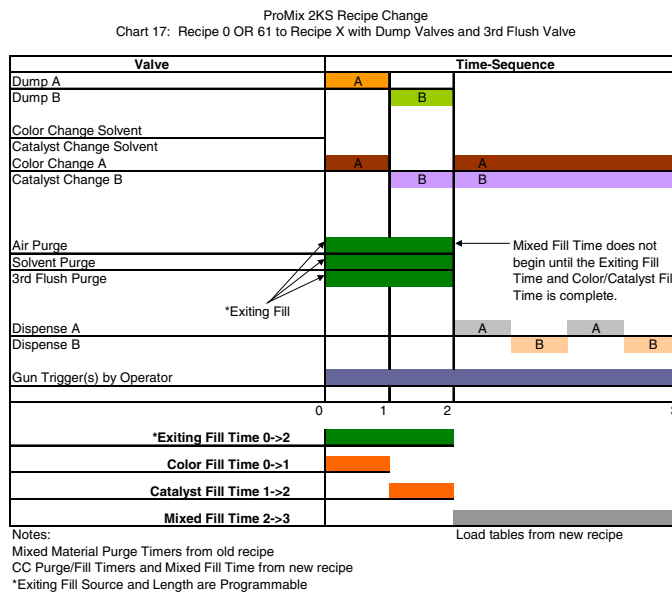 ProMix 2KS Recipe Change
Chart 17: Recipe 0 OR 61 to Recipe X with Dump Valves and 3rd Flush Valve
Valve Time-Sequence
Dump A A
Dump B B
Color Change Solvent
Catalyst Change Solvent
Color Change A A A
Catalyst Change B B B
Air Purge
Solvent Purge
3rd Flush Purge
*Exiting Fill
Mixed Fill Time does not
begin until the Exiting Fill
Time and Color/Catalyst Fil
Time is complete.
Dispense A A A
Dispense B B B
Gun Trigger(s) by Operator
0 1 2 3
*Exiting Fill Time 0->2
Color Fill Time 0->1
Catalyst Fill Time 1->2
Mixed Fill Time 2->3
Notes: Load tables from new recipe
Mixed Material Purge Timers from old recipe
CC Purge/Fill Timers and Mixed Fill Time from new recipe
*Exiting Fill Source and Length are Programmable